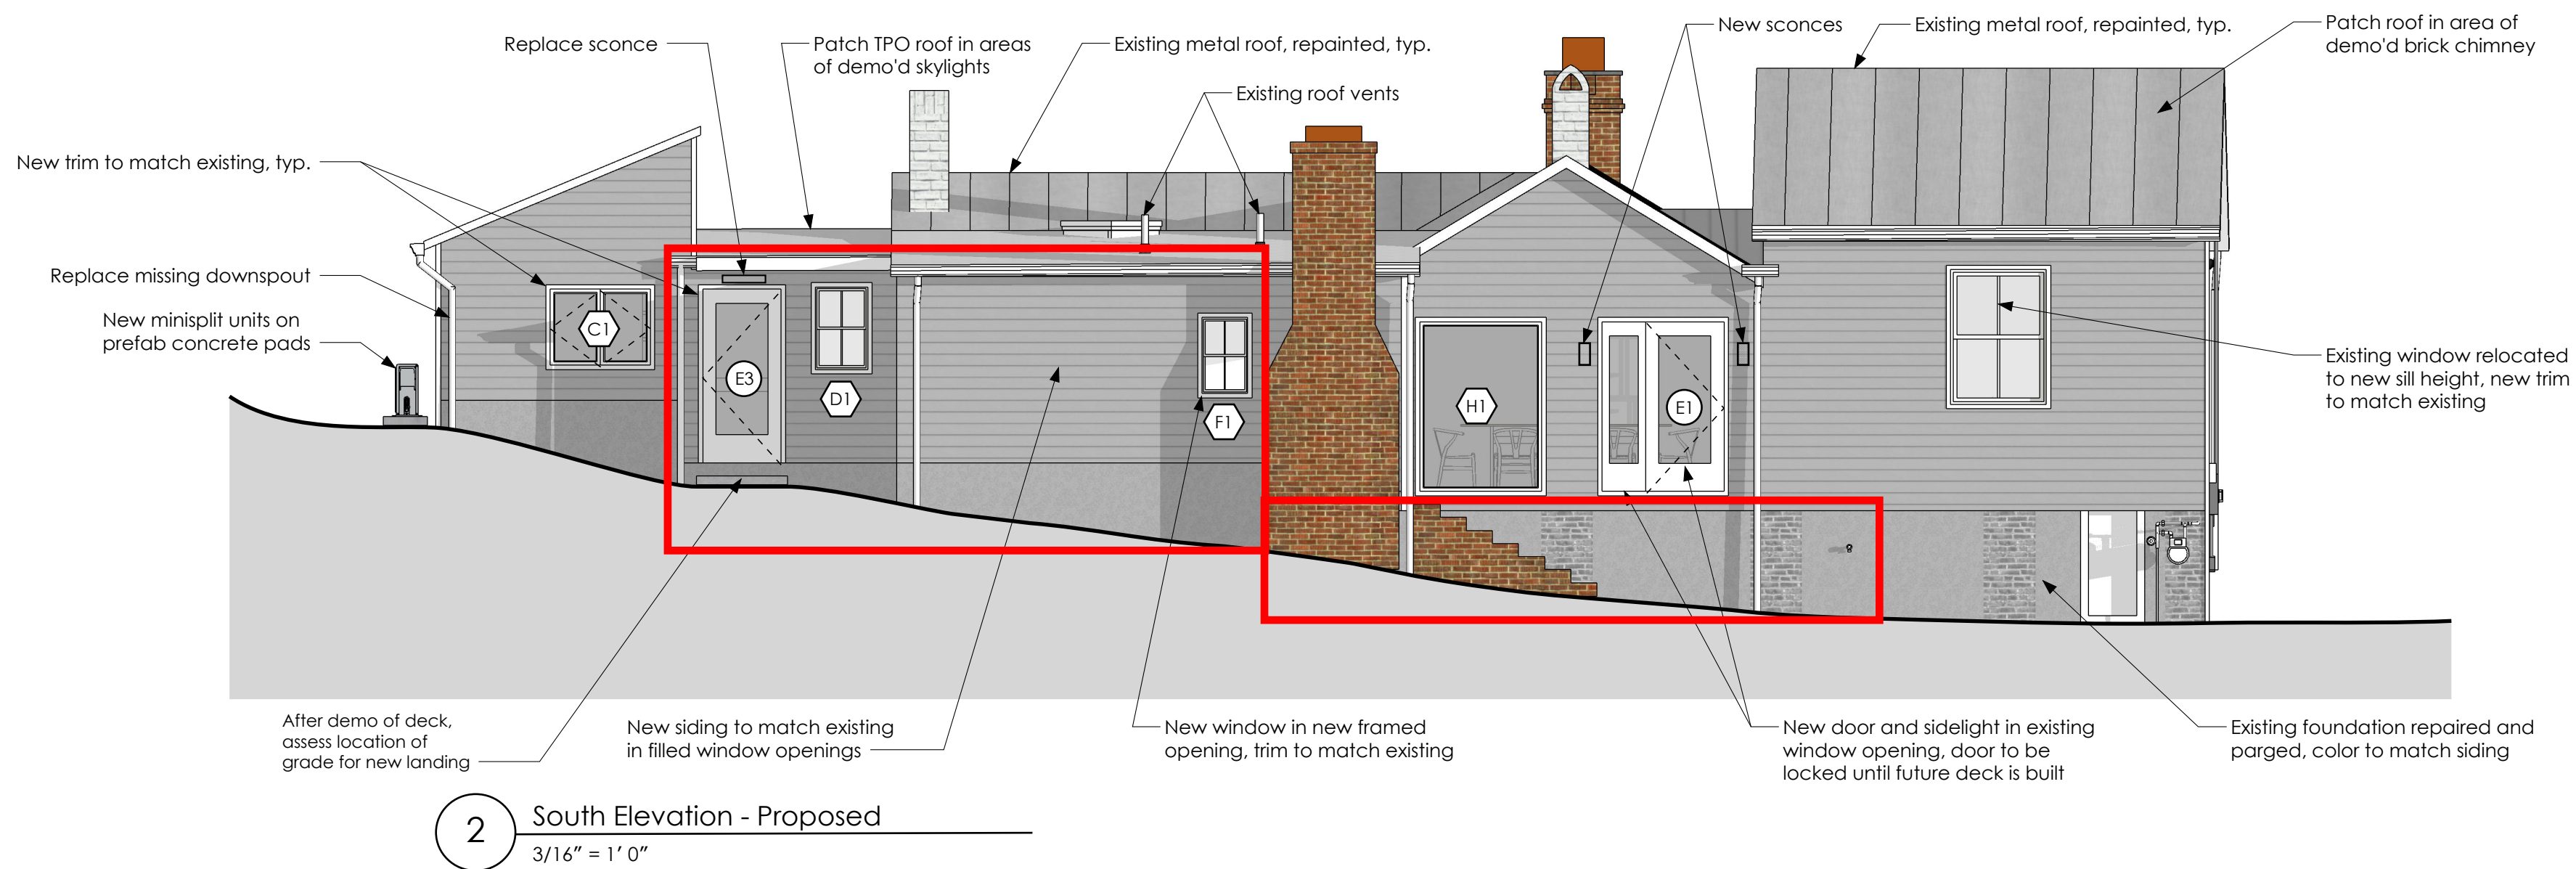 Replace sconce
Patch TPO roof in areas
of demo'd skylights
Existing metal roof, repainted, typ.
Existing roof vents
New sconces
Existing metal roof, repainted, typ.
Patch roof in area of
demo'd brick chimney
New trim to match existing, typ.
Replace missing downspout
New minisplit units on
prefab concrete pads
C1
E3
D1
F1
H1
E1
Existing window relocated
to new sill height, new trim
to match existing
After demo of deck,
assess location of
grade for new landing
New siding to match existing
in filled window openings
New window in new framed
opening, trim to match existing
New door and sidelight in existing
window opening, door to be
locked until future deck is built
Existing foundation repaired and
parged, color to match siding
2
South Elevation - Proposed
3/16" = 1' 0"